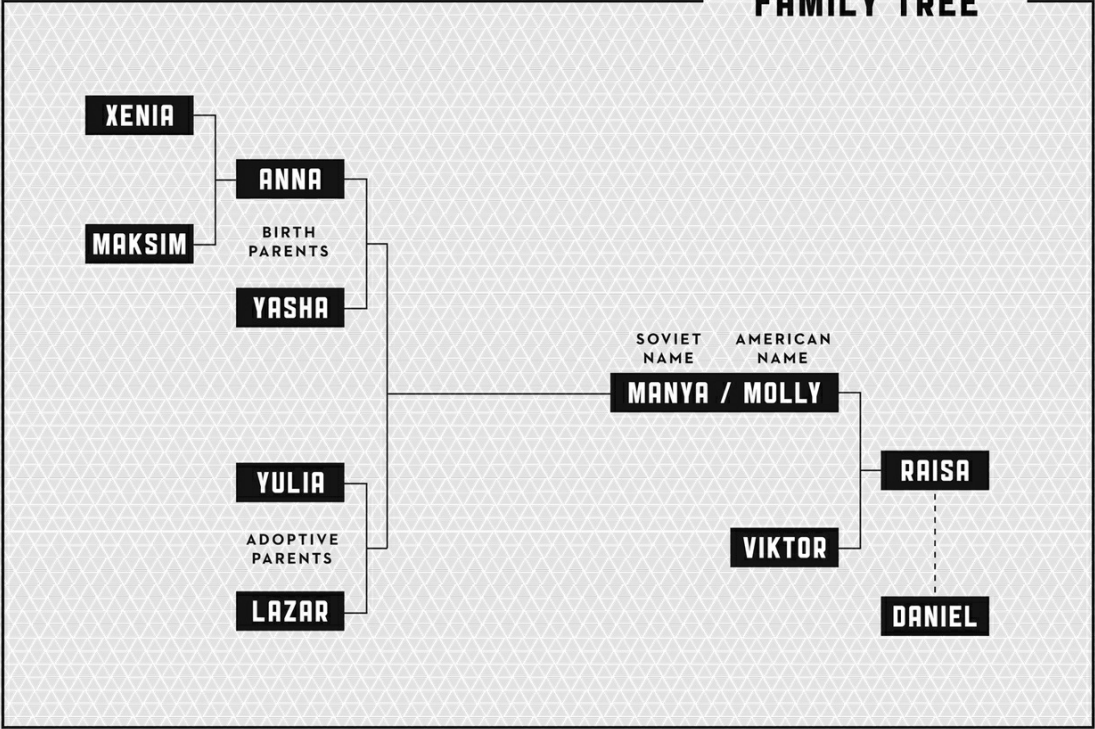 FAMILY TREE
XENIA
ANNA
MAKSIM
BIRTH
PARENTS
YASHA
SOVIET
NAME
AMERICAN
NAME
MANYA / MOLLY
YULIA
RAISA
ADOPTIVE
PARENTS
VIKTOR
LAZAR
DANIEL